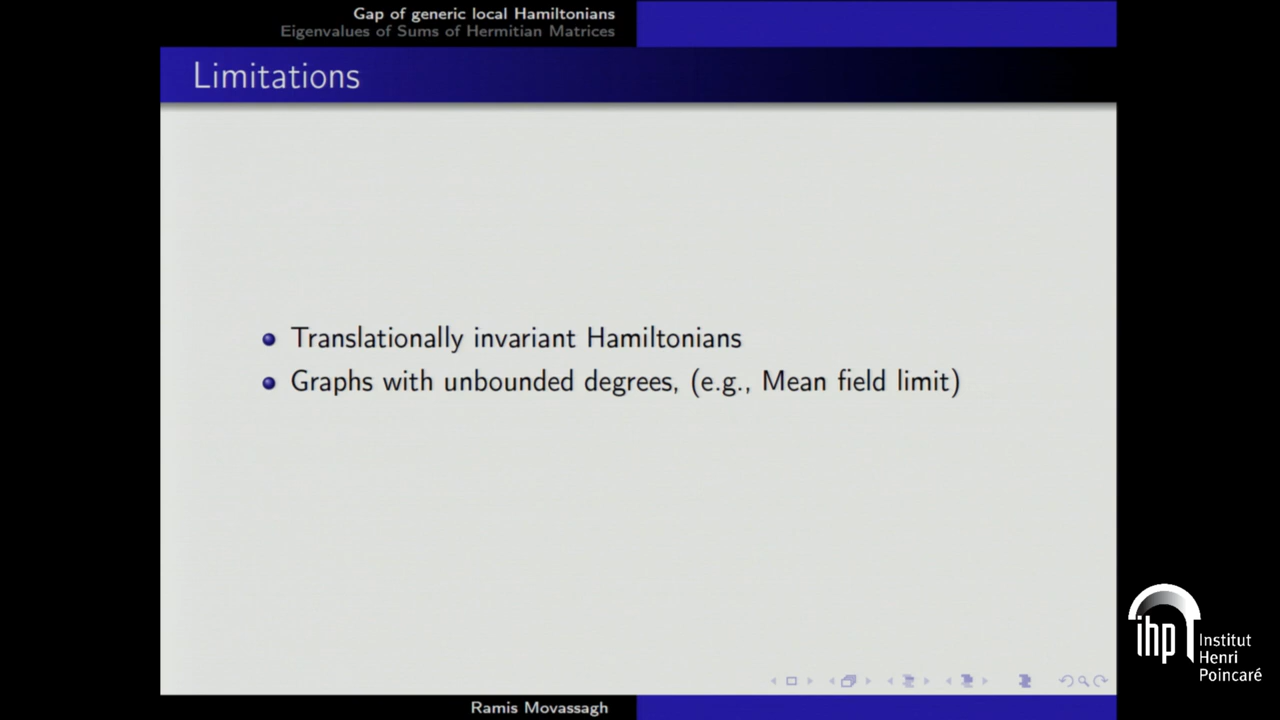 Gap of generic local Hamiltonians
Eigenvalues of Sums of Hermitian Matrices
Limitations
Translationally invariant Hamiltonians
Graphs with unbounded degrees, (e.g., Mean field limit)
Ramis Movassagh
ihp
Institut
Henri
Poincaré